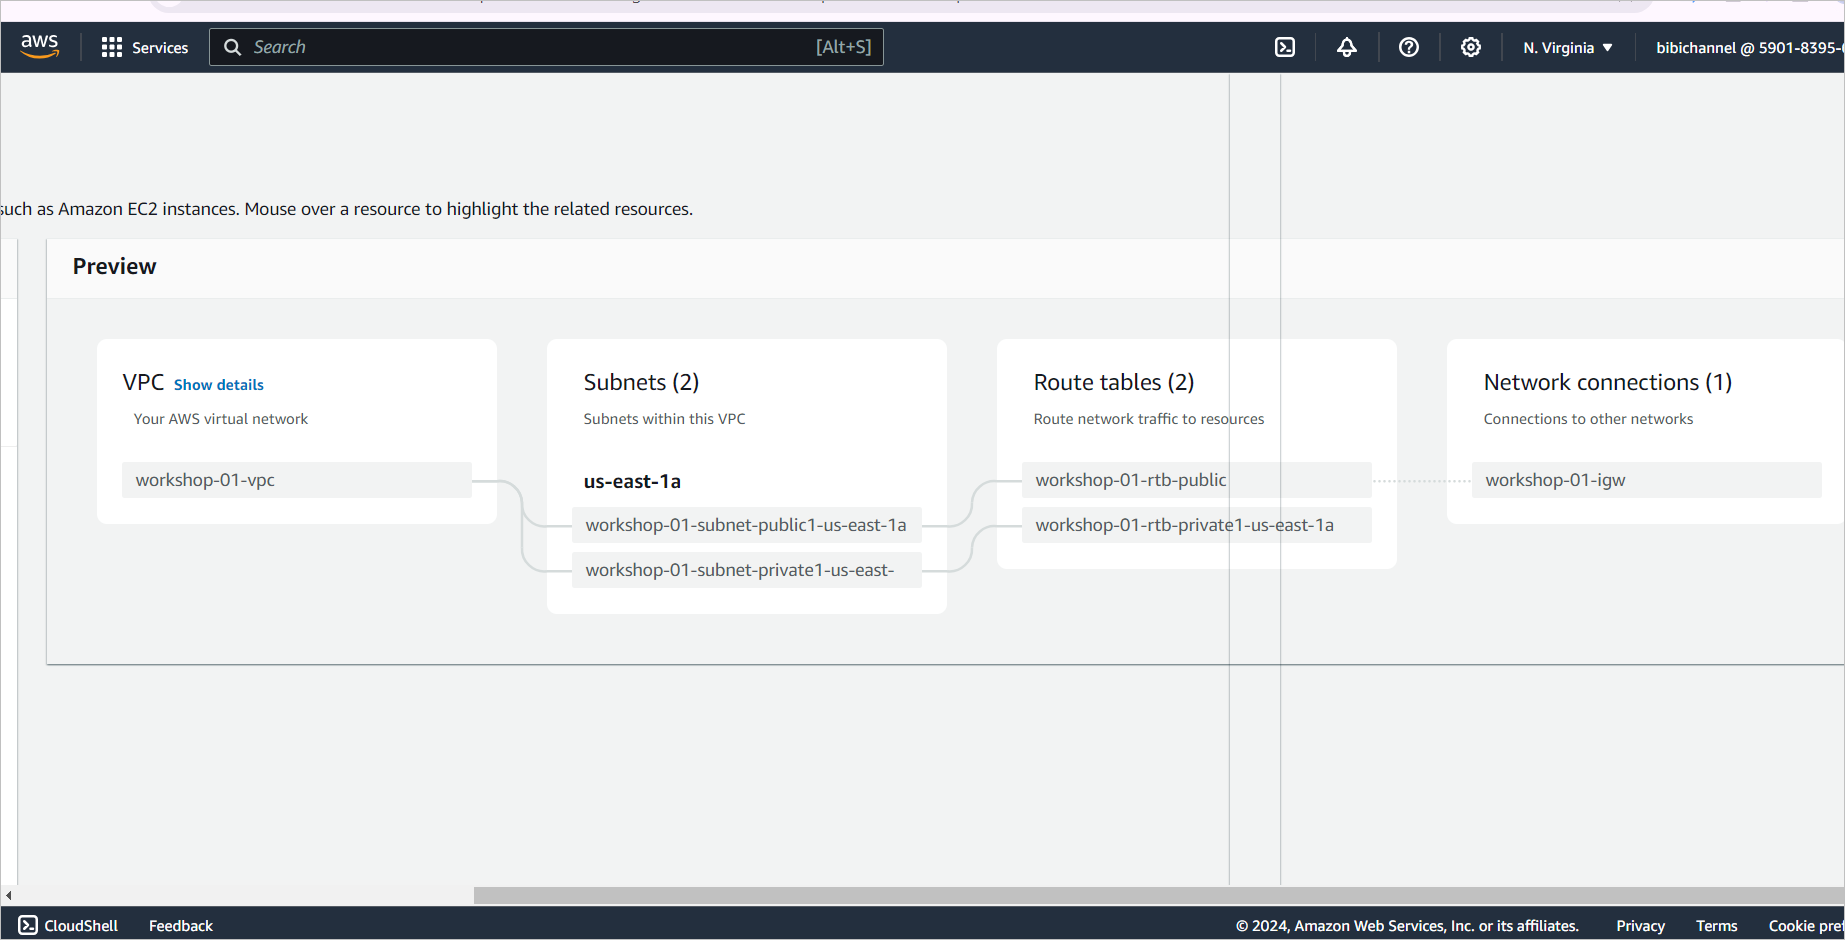 aws
Services
Search
[Alt+S]
N. Virginia
bibichannel @ 5901-8395-
such as Amazon EC2 instances. Mouse over a resource to highlight the related resources.
Preview
VPC Show details
Your AWS virtual network
workshop-01-vpc
Subnets (2)
Subnets within this VPC
us-east-1a
workshop-01-subnet-public1-us-east-1a
workshop-01-subnet-private1-us-east-
Route tables (2)
Route network traffic to resources
workshop-01-rtb-public
workshop-01-rtb-private1-us-east-1a
Network connections (1)
Connections to other networks
workshop-01-igw
CloudShell
Feedback
© 2024, Amazon Web Services, Inc. or its affiliates.
Privacy
Terms
Cookie pre